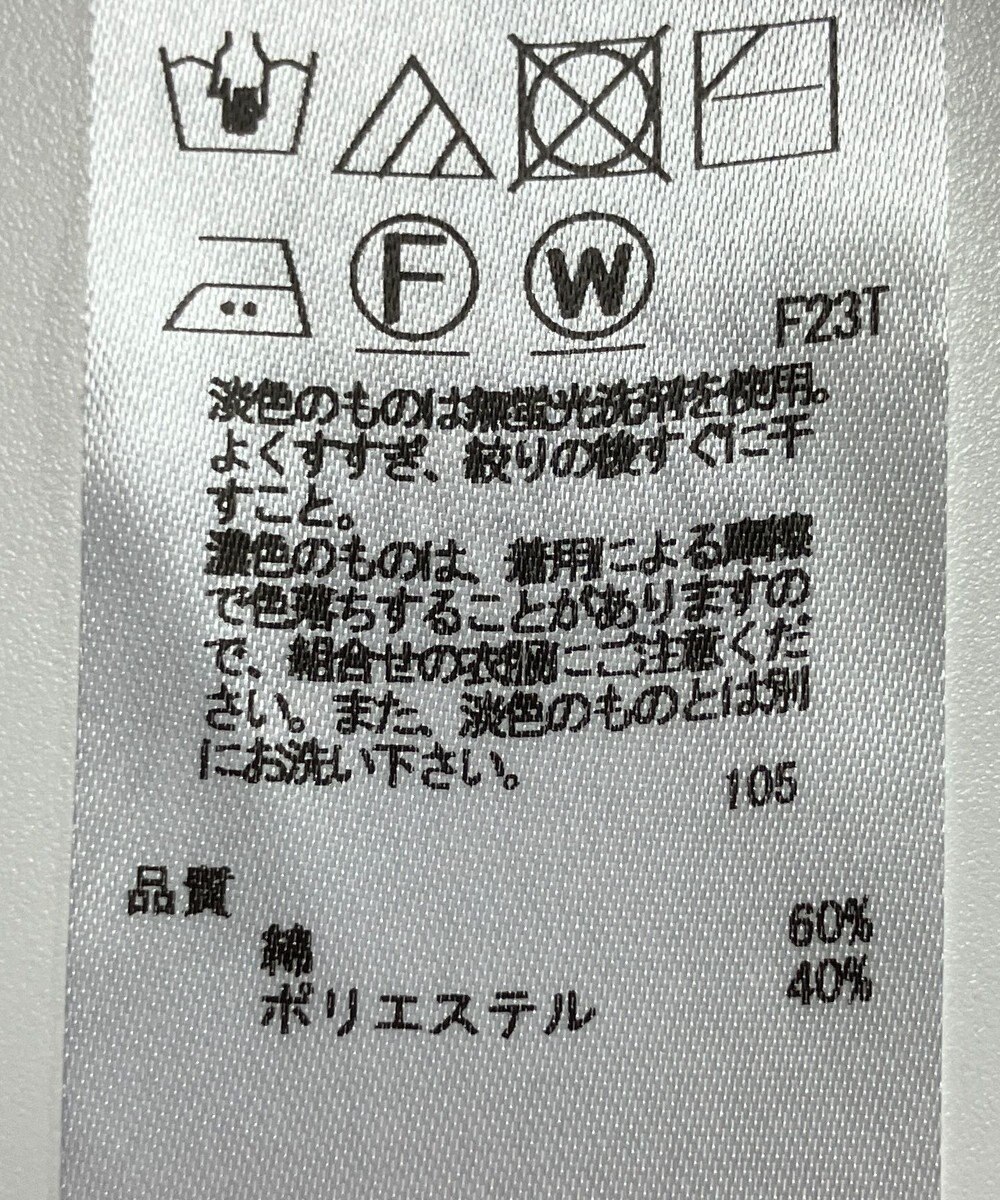 F
W
F23T
淡色のものは無蛍光洗剤を使用。
よくすすぎ、絞りの後すぐに干
すこと。
濃色のものは、着用による摩擦
で色落ちすることがありますの
で、組合せの衣服にご注意くだ
さい。また、淡色のものとは別
にお洗い下さい。
105
品質
綿 60%
ポリエステル 40%